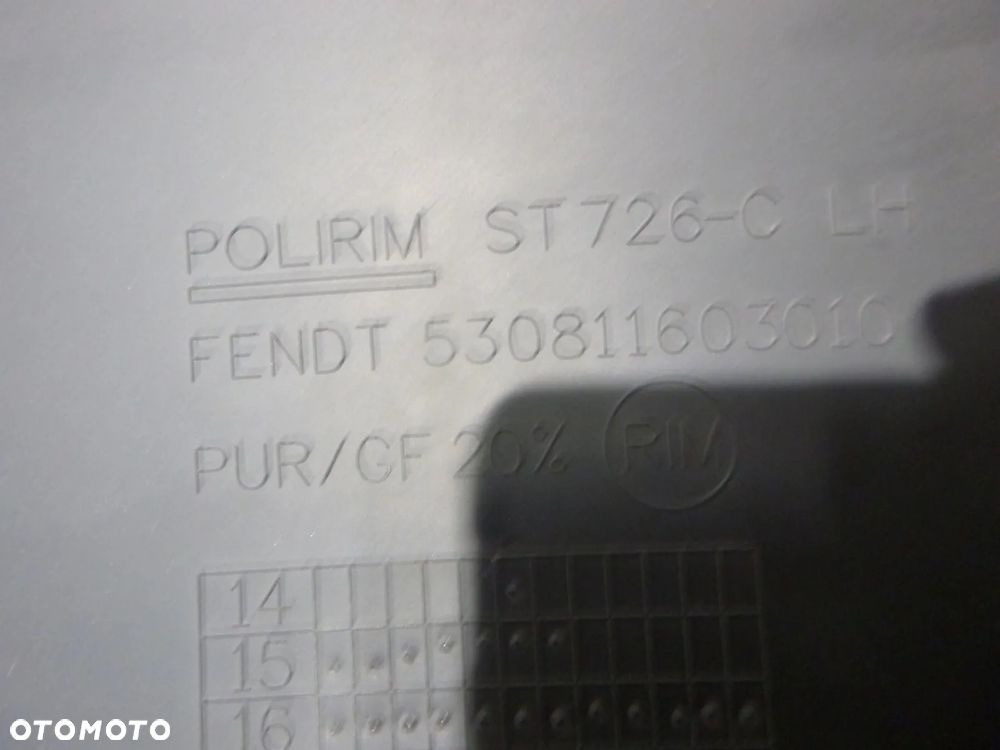 POLIRIM ST726-C LH
FENDT 530811603010
PUR/GF 20% RIM
14
15
16
OTOMOTO